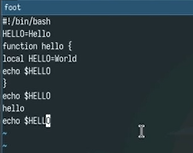 foot
#!/bin/bash
HELLO=Hello
function hello {
local HELLO=World
echo $HELLO
}
echo $HELLO
hello
echo $HELLO
~
~